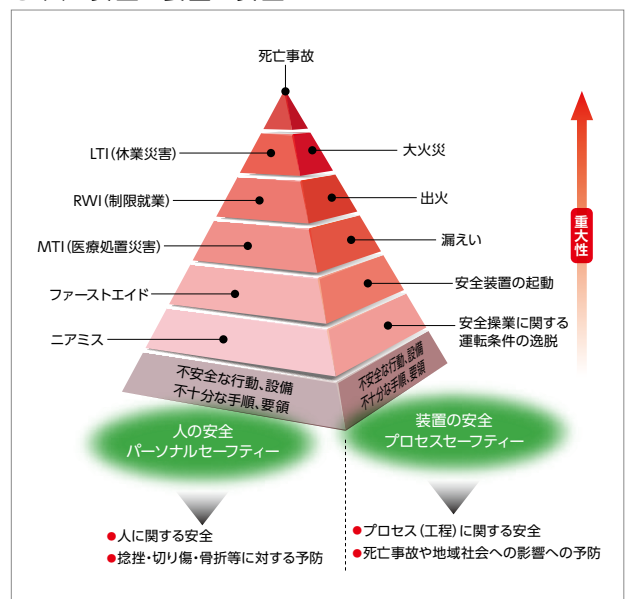 死亡事故
LTI（休業災害）
大火災
RWI（制限就業）
出火
MTI（医療処置災害）
漏えい
重大性
ファーストエイド
安全装置の起動
ニアミス
安全操業に関する
運転条件の逸脱
不安全な行動、設備
不十分な手順、要領
不安全な行動、設備
不十分な手順、要領
人の安全
パーソナルセーフティー
装置の安全
プロセスセーフティー
●人に関する安全
●捻挫・切り傷・骨折等に対する予防
●プロセス（工程）に関する安全
●死亡事故や地域社会への影響への予防